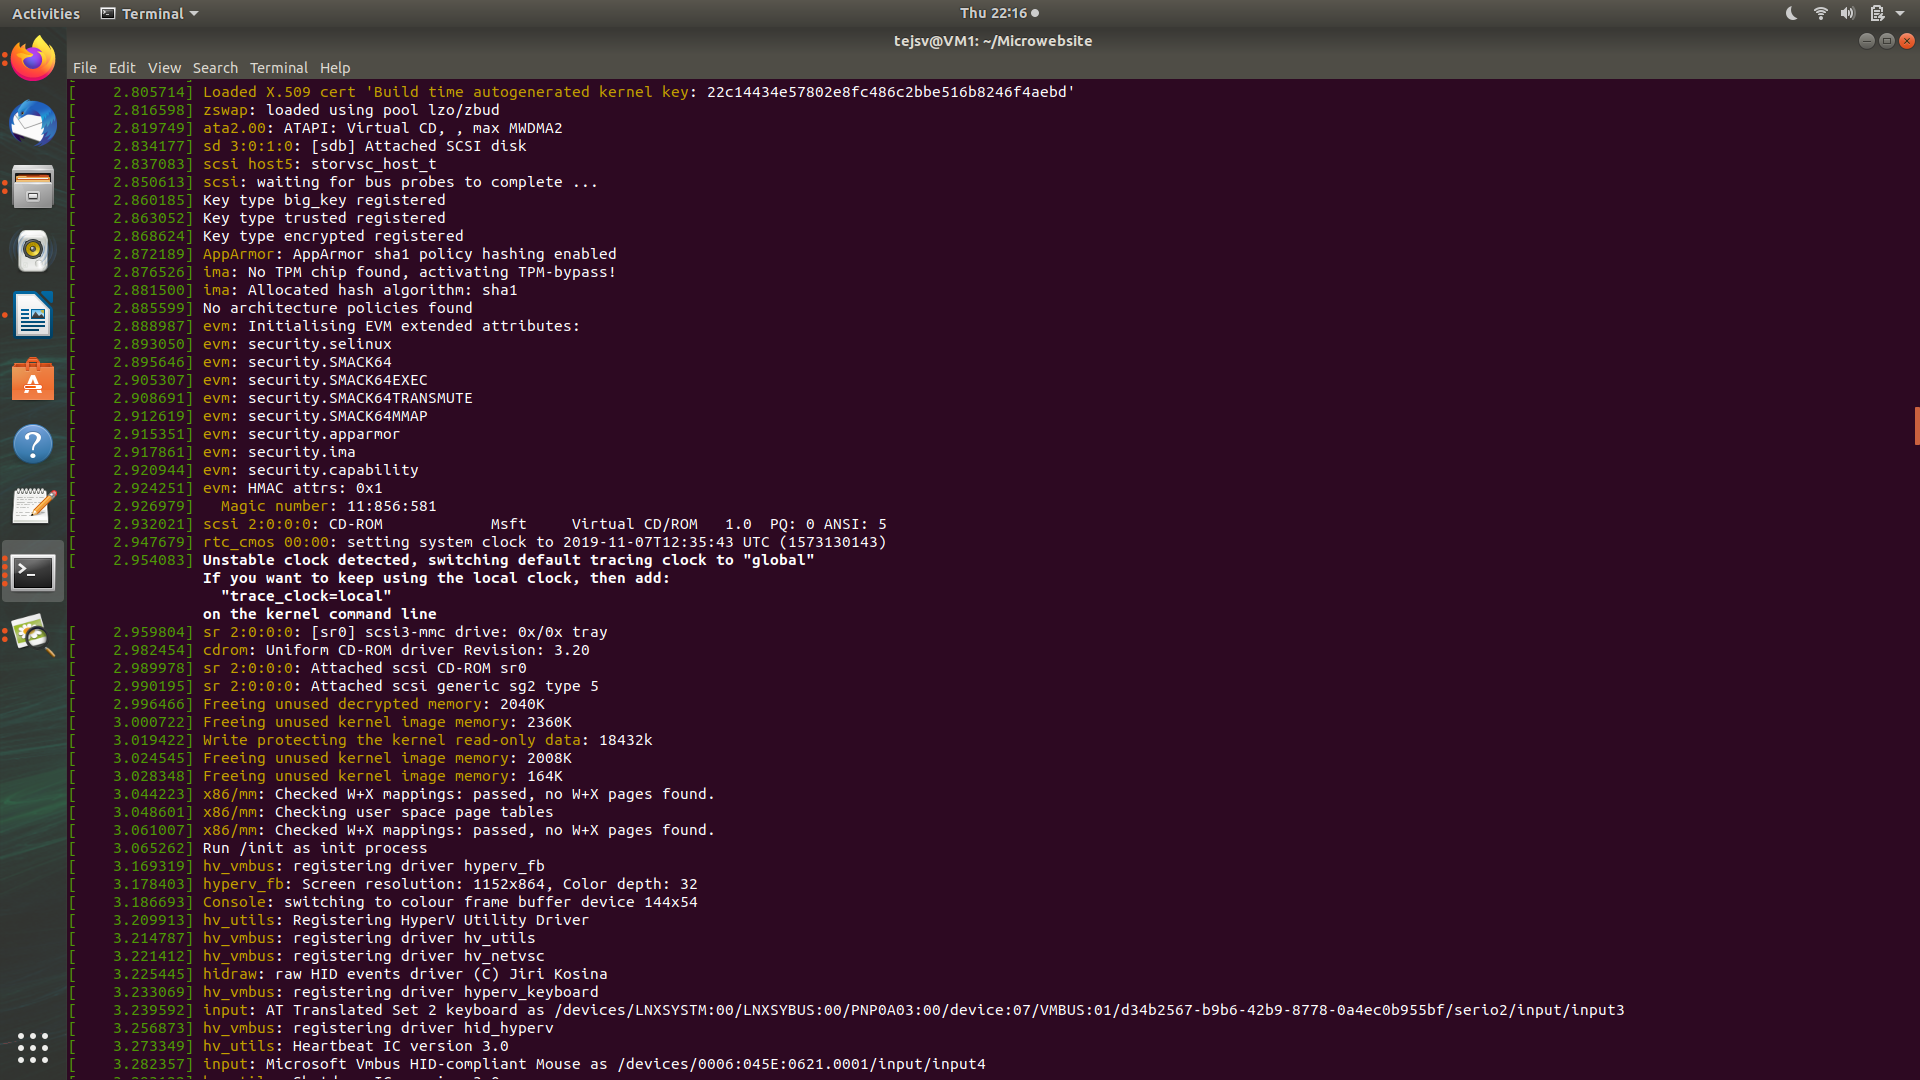 Activities Terminal Thu 22:16
tejsv@VM1: ~/Microwebsite
File Edit View Search Terminal Help
[    2.805714] Loaded X.509 cert 'Build time autogenerated kernel key: 22c14434e57802e8fc486c2bbe516b8246f4aebd'
[    2.816598] zswap: loaded using pool lzo/zbud
[    2.819749] ata2.00: ATAPI: Virtual CD, , max MWDMA2
[    2.834177] sd 3:0:1:0: [sdb] Attached SCSI disk
[    2.837083] scsi host5: storvsc_host_t
[    2.850613] scsi: waiting for bus probes to complete ...
[    2.860185] Key type big_key registered
[    2.863052] Key type trusted registered
[    2.868624] Key type encrypted registered
[    2.872189] AppArmor: AppArmor sha1 policy hashing enabled
[    2.876526] ima: No TPM chip found, activating TPM-bypass!
[    2.881500] ima: Allocated hash algorithm: sha1
[    2.885599] No architecture policies found
[    2.888987] evm: Initialising EVM extended attributes:
[    2.893050] evm: security.selinux
[    2.895646] evm: security.SMACK64
[    2.905307] evm: security.SMACK64EXEC
[    2.908691] evm: security.SMACK64TRANSMUTE
[    2.912619] evm: security.SMACK64MMAP
[    2.915351] evm: security.apparmor
[    2.917861] evm: security.ima
[    2.920944] evm: security.capability
[    2.924251] evm: HMAC attrs: 0x1
[    2.926979]   Magic number: 11:856:581
[    2.932021] scsi 2:0:0:0: CD-ROM            Msft     Virtual CD/ROM   1.0  PQ: 0 ANSI: 5
[    2.947679] rtc_cmos 00:00: setting system clock to 2019-11-07T12:35:43 UTC (1573130143)
[    2.954083] Unstable clock detected, switching default tracing clock to "global"
If you want to keep using the local clock, then add:
"trace_clock=local"
on the kernel command line
[    2.959804] sr 2:0:0:0: [sr0] scsi3-mmc drive: 0x/0x tray
[    2.982454] cdrom: Uniform CD-ROM driver Revision: 3.20
[    2.989978] sr 2:0:0:0: Attached scsi CD-ROM sr0
[    2.990195] sr 2:0:0:0: Attached scsi generic sg2 type 5
[    2.996466] Freeing unused decrypted memory: 2040K
[    3.000722] Freeing unused kernel image memory: 2360K
[    3.019422] Write protecting the kernel read-only data: 18432k
[    3.024545] Freeing unused kernel image memory: 2008K
[    3.028348] Freeing unused kernel image memory: 164K
[    3.044223] x86/mm: Checked W+X mappings: passed, no W+X pages found.
[    3.048601] x86/mm: Checking user space page tables
[    3.061007] x86/mm: Checked W+X mappings: passed, no W+X pages found.
[    3.065262] Run /init as init process
[    3.169319] hv_vmbus: registering driver hyperv_fb
[    3.178403] hyperv_fb: Screen resolution: 1152x864, Color depth: 32
[    3.186693] Console: switching to colour frame buffer device 144x54
[    3.209913] hv_utils: Registering HyperV Utility Driver
[    3.214787] hv_vmbus: registering driver hv_utils
[    3.221412] hv_vmbus: registering driver hv_netvsc
[    3.225445] hidraw: raw HID events driver (C) Jiri Kosina
[    3.233069] hv_vmbus: registering driver hyperv_keyboard
[    3.239592] input: AT Translated Set 2 keyboard as /devices/LNXSYSTM:00/LNXSYBUS:00/PNP0A03:00/device:07/VMBUS:01/d34b2567-b9b6-42b9-8778-0a4ec0b955bf/serio2/input/input3
[    3.256873] hv_vmbus: registering driver hid_hyperv
[    3.273349] hv_utils: Heartbeat IC version 3.0
[    3.282357] input: Microsoft Vmbus HID-compliant Mouse as /devices/0006:045E:0621.0001/input/input4